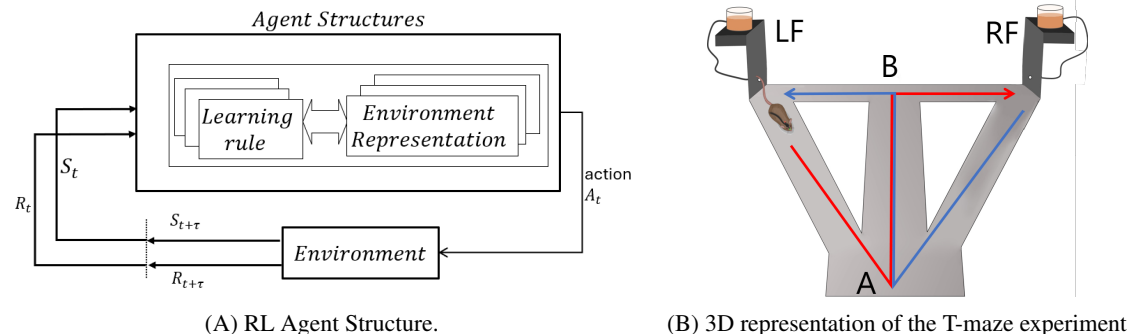 Agent Structures
Learning
rule
Environment
Representation
S_t
R_t
action
A_t
S_{t+τ}
Environment
R_{t+τ}
(A) RL Agent Structure.
LF
RF
B
A
(B) 3D representation of the T-maze experiment